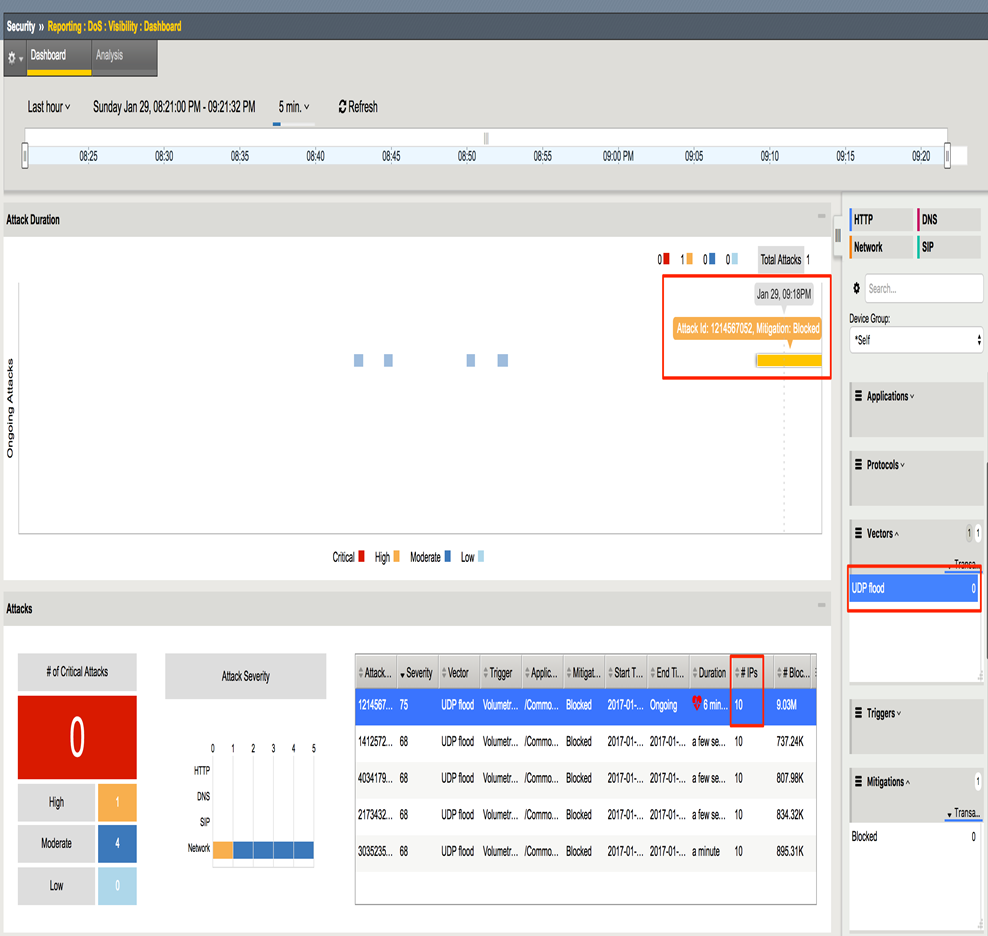 Security » Reporting : DoS : Visibility : Dashboard
Dashboard Analysis
Last hour Sunday Jan 29, 08:21:00 PM - 09:21:32 PM 5 min. Refresh
08:25 08:30 08:35 08:40 08:45 08:50 08:55 09:00 PM 09:05 09:10 09:15 09:20
Attack Duration
0 1 0 0 Total Attacks 1
Jan 29, 09:18PM
Attack Id: 1214567052, Mitigation: Blocked
Ongoing Attacks
Critical High Moderate Low
Attacks
# of Critical Attacks
0
High 1
Moderate 4
Low 0
Attack Severity
0 1 2 3 4 5
HTTP
DNS
SIP
Network
Attack... Severity Vector Trigger Applic... Mitigat... Start T... End Ti... Duration # IPs # Bloc...
1214567... 75 UDP flood Volumetr... /Commo... Blocked 2017-01-... Ongoing 6 min... 10 9.03M
1412572... 68 UDP flood Volumetr... /Commo... Blocked 2017-01-... 2017-01-... a few se... 10 737.24K
4034179... 68 UDP flood Volumetr... /Commo... Blocked 2017-01-... 2017-01-... a few se... 10 807.98K
2173432... 68 UDP flood Volumetr... /Commo... Blocked 2017-01-... 2017-01-... a few se... 10 834.32K
3035235... 68 UDP flood Volumetr... /Commo... Blocked 2017-01-... 2017-01-... a minute 10 895.31K
HTTP DNS
Network SIP
Search...
Device Group:
*Self
Applications
Protocols
Vectors 1 1
Transa...
UDP flood 0
Triggers
Mitigations 1
Transa...
Blocked 0